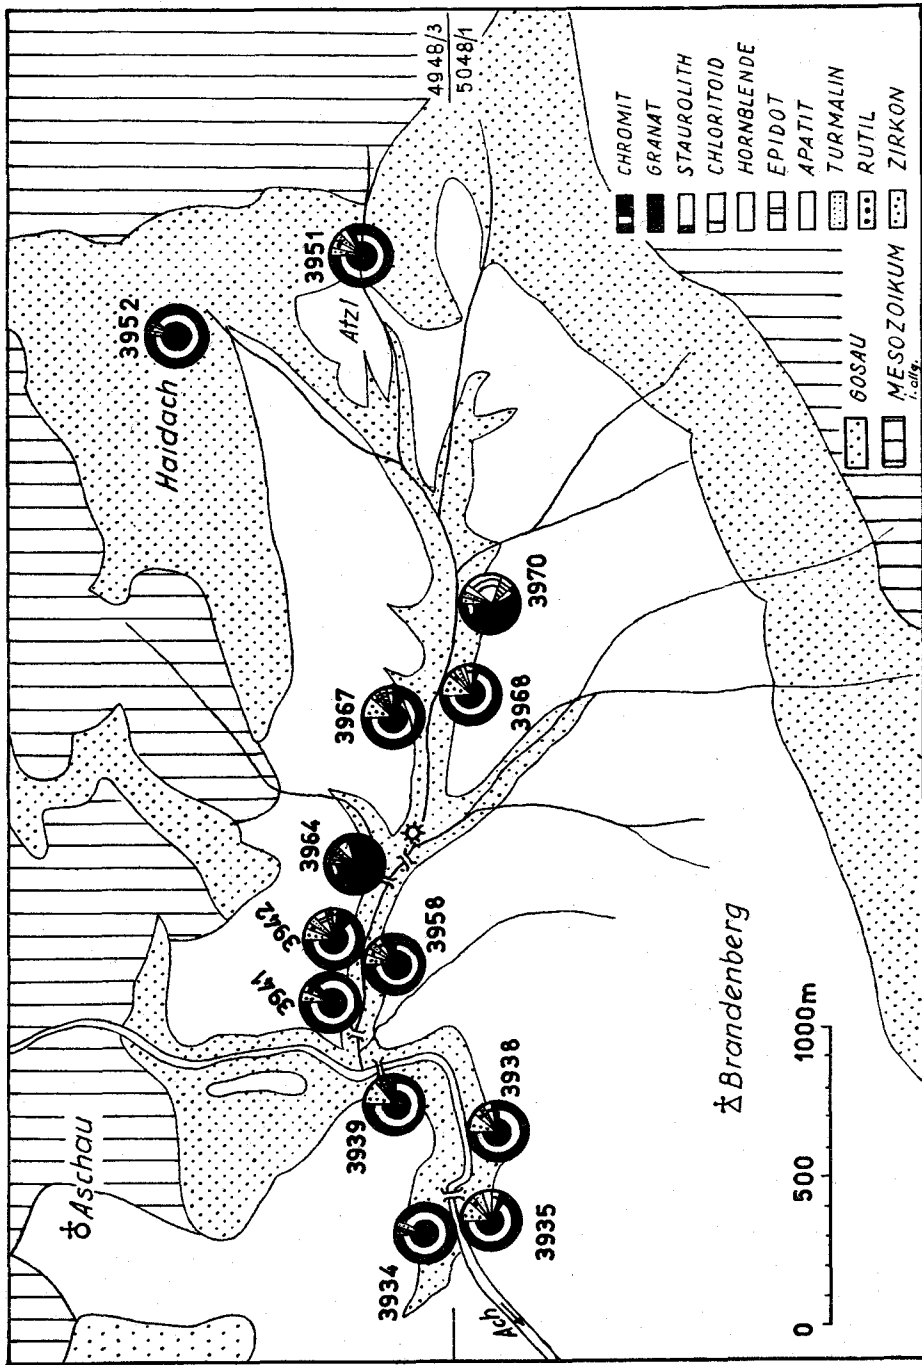 Aschau
Haidach
3952
3951
Atzl
4948/3
5048/1
3941
3942
3964
3967
3939
3958
3968
3970
3934
3935
3938
Ach
Brandenberg
0 500 1000m
CHROMIT
GRANAT
STAUROLITH
CHLORITOID
HORNBLENDE
EPIDOT
APATIT
TURMALIN
RUTIL
ZIRKON
GOSAU
MESOZOIKUM
i. allg.